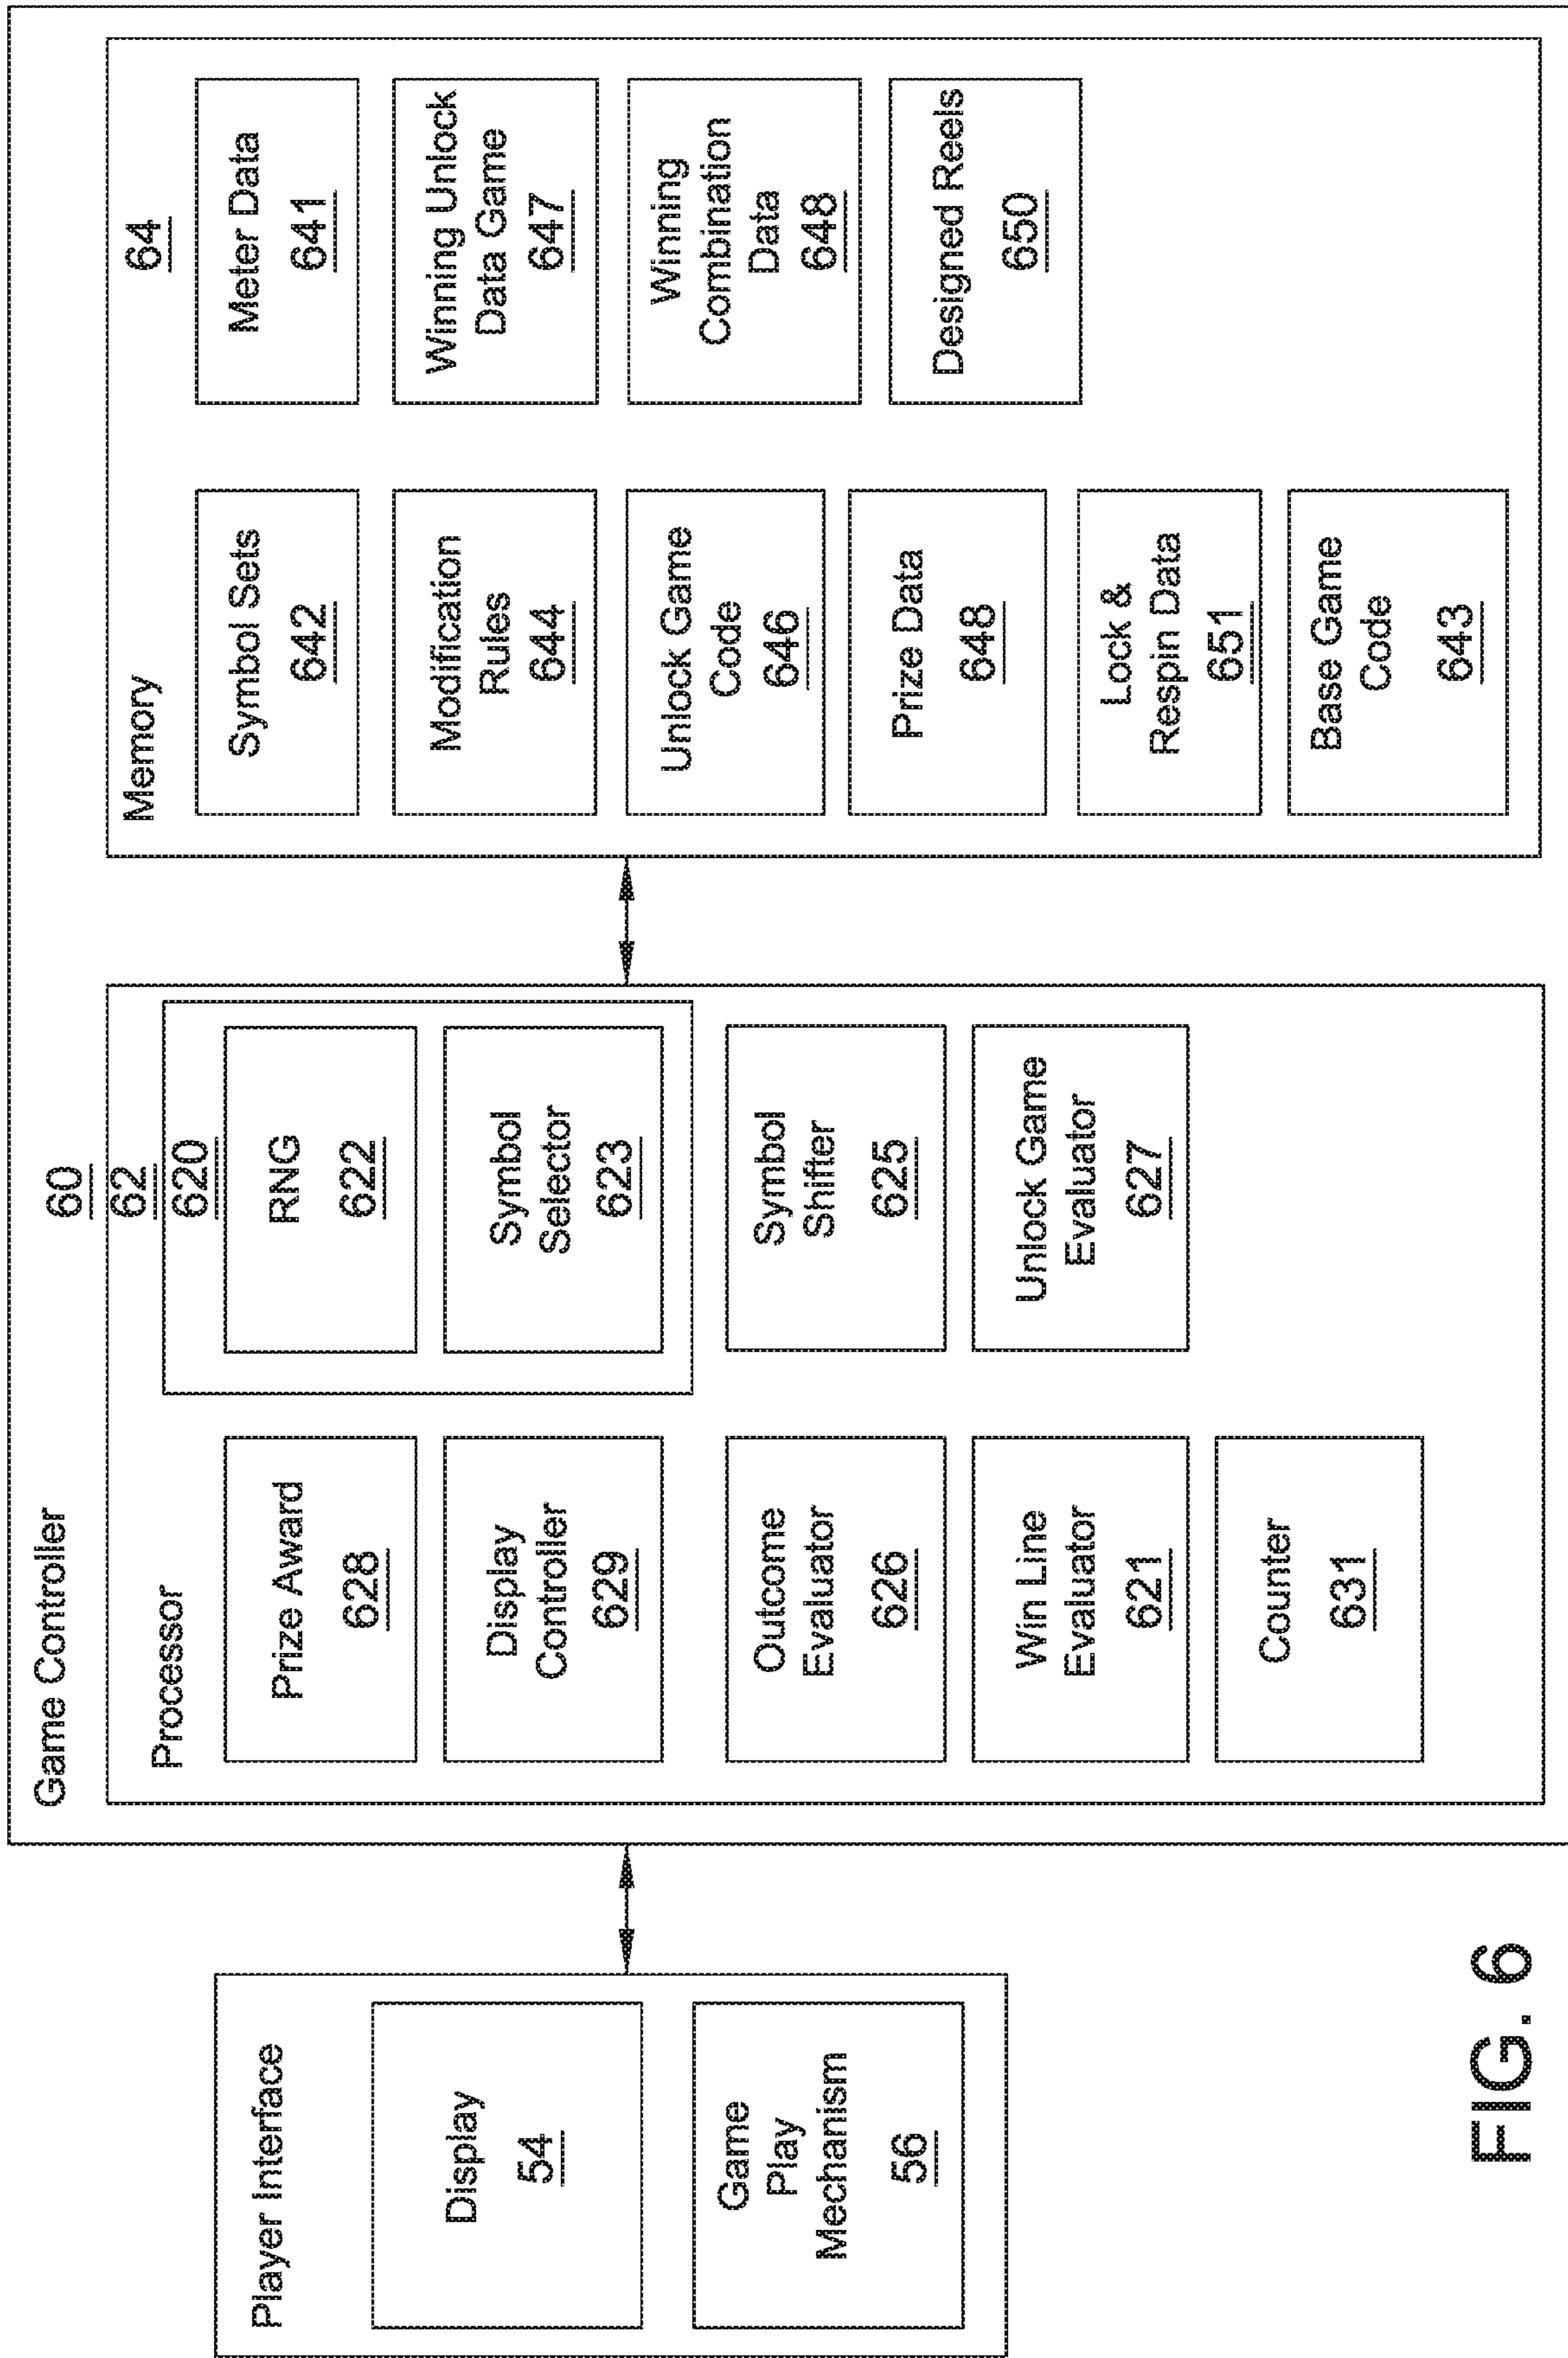 Player Interface
Display
54
Game
Play
Mechanism
56
Game Controller
60
Processor
62
620
Prize Award
628
RNG
622
Display
Controller
629
Symbol
Selector
623
Outcome
Evaluator
626
Symbol
Shifter
625
Win Line
Evaluator
621
Unlock Game
Evaluator
627
Counter
631
Memory
64
Symbol Sets
642
Meter Data
641
Modification
Rules
644
Winning Unlock
Data Game
647
Unlock Game
Code
646
Winning
Combination
Data
648
Prize Data
648
Designed Reels
650
Lock &
Respin Data
651
Base Game
Code
643
FIG. 6